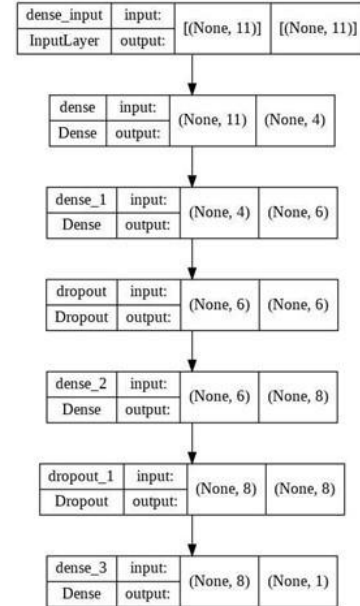 dense_input input: [(None, 11)] [(None, 11)]
InputLayer output:
dense input: (None, 11) (None, 4)
Dense output:
dense_1 input: (None, 4) (None, 6)
Dense output:
dropout input: (None, 6) (None, 6)
Dropout output:
dense_2 input: (None, 6) (None, 8)
Dense output:
dropout_1 input: (None, 8) (None, 8)
Dropout output:
dense_3 input: (None, 8) (None, 1)
Dense output: